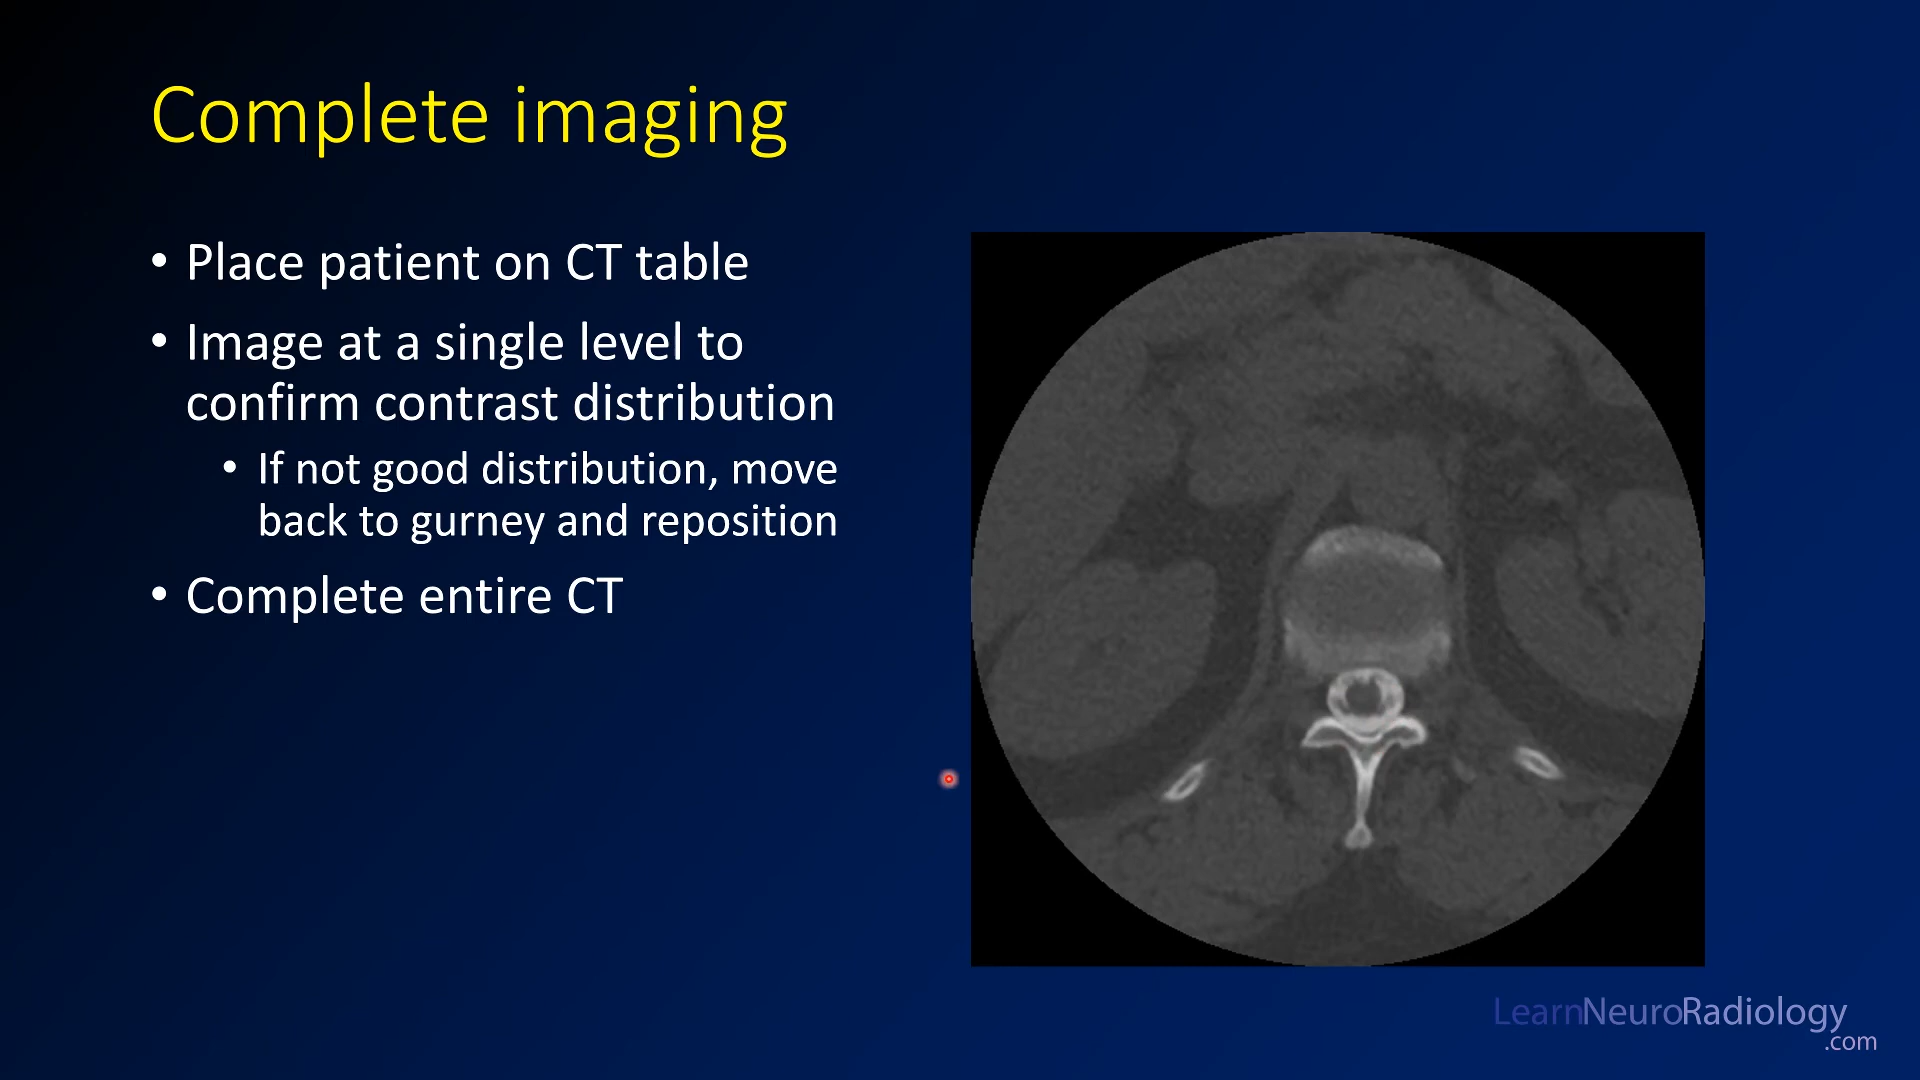 Complete imaging
• Place patient on CT table
• Image at a single level to
confirm contrast distribution
• If not good distribution, move
back to gurney and reposition
• Complete entire CT
LearnNeuroRadiology
.com